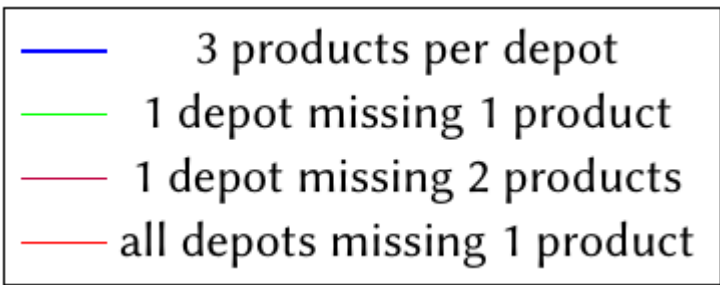 3 products per depot
1 depot missing 1 product
1 depot missing 2 products
all depots missing 1 product